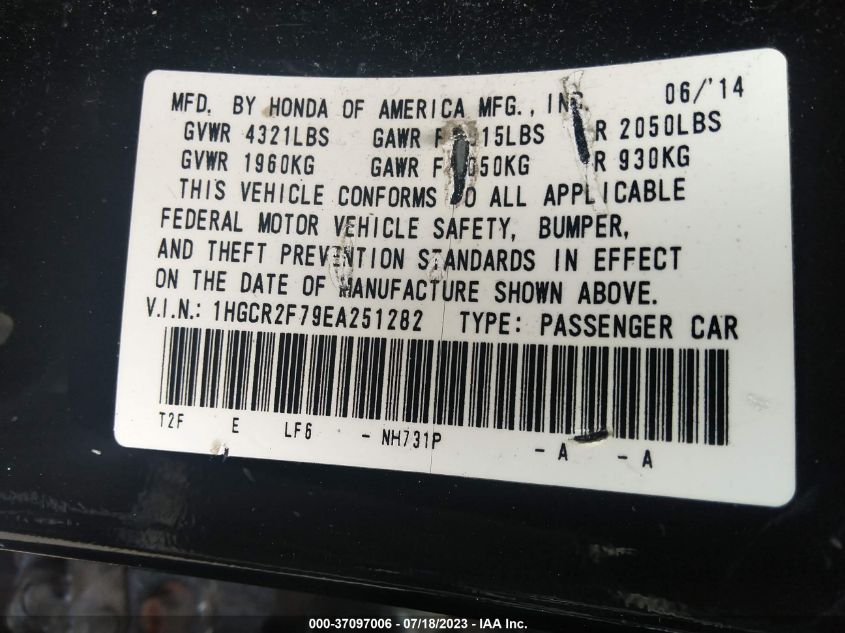 MFD. BY HONDA OF AMERICA MFG., INC. 06/'14
GVWR 4321LBS GAWR F 15LBS R 2050LBS
GVWR 1960KG GAWR F 050KG R 930KG
THIS VEHICLE CONFORMS TO ALL APPLICABLE
FEDERAL MOTOR VEHICLE SAFETY, BUMPER,
AND THEFT PREVENTION STANDARDS IN EFFECT
ON THE DATE OF MANUFACTURE SHOWN ABOVE.
V.I.N.: 1HGCR2F79EA251282 TYPE: PASSENGER CAR
T2F E LF6 - NH731P - A - A
000-37097006 - 07/18/2023 - IAA Inc.